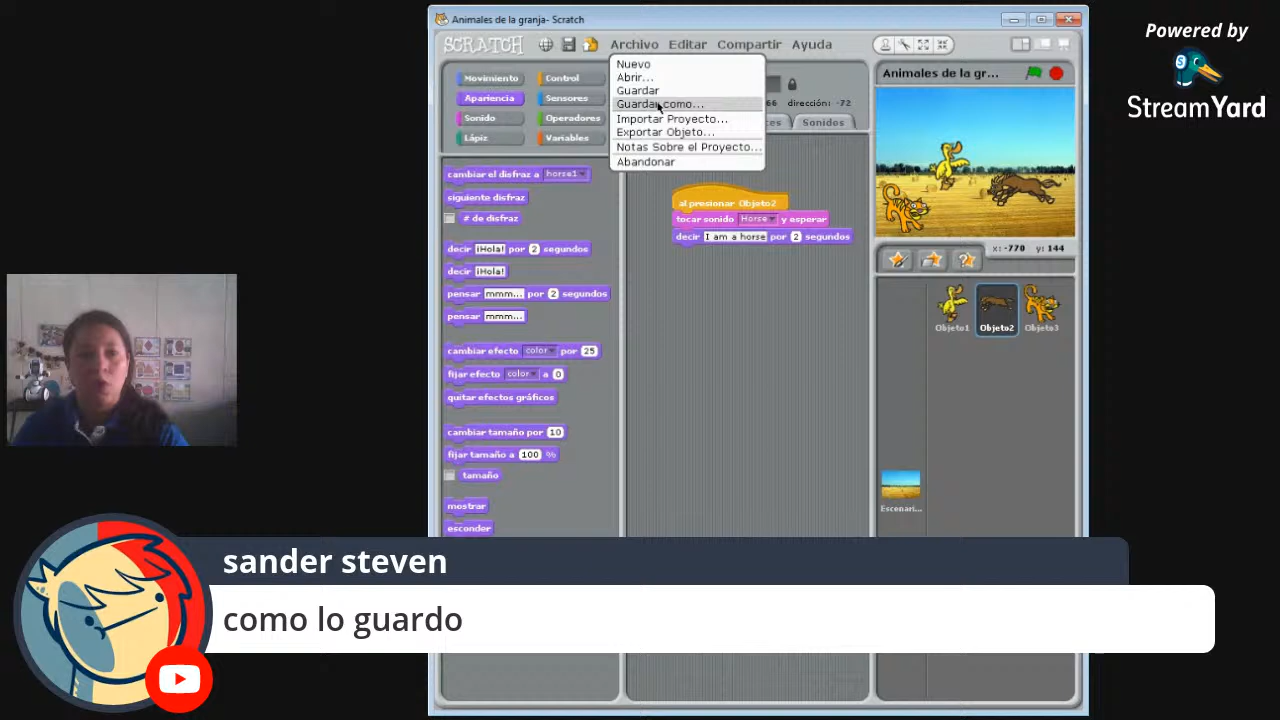 Animales de la granja- Scratch
Powered by
StreamYard
SCRATCH
Archivo
Editar
Compartir
Ayuda
Nuevo
Abrir...
Guardar
Guardar como...
Importar Proyecto...
Exportar Objeto...
Notas Sobre el Proyecto...
Abandonar
Movimiento
Control
Apariencia
Sensores
Sonido
Operadores
Lápiz
Variables
66 dirección: -72
Sonidos
Animales de la gr...
cambiar el disfraz a horse1
siguiente disfraz
# de disfraz
decir ¡Hola! por 2 segundos
decir ¡Hola!
pensar mmm... por 2 segundos
pensar mmm...
cambiar efecto color por 25
fijar efecto color a 0
quitar efectos gráficos
cambiar tamaño por 10
fijar tamaño a 100 %
tamaño
mostrar
esconder
al presionar Objeto2
tocar sonido Horse y esperar
decir I am a horse por 2 segundos
x: -770 y: 144
Objeto1
Objeto2
Objeto3
Escenari...
sander steven
como lo guardo